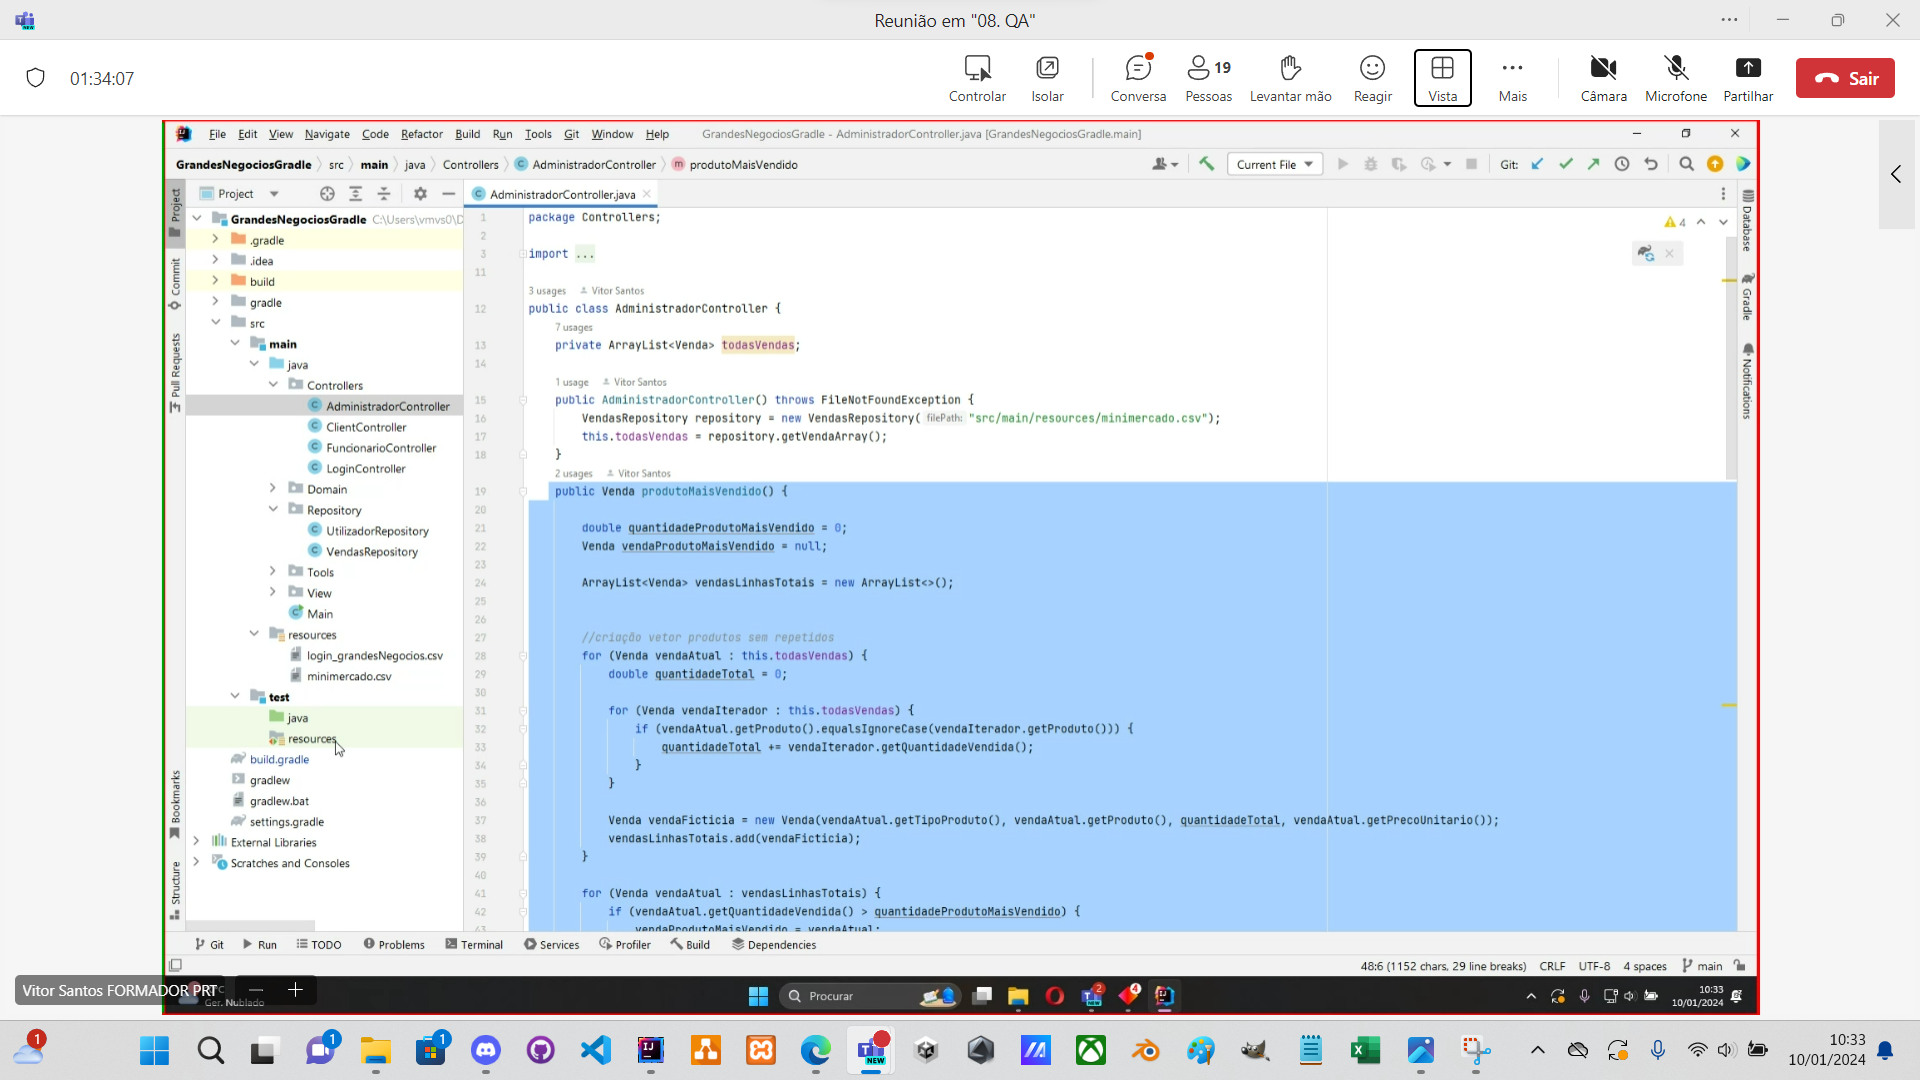 Reunião em "08. QA"
01:34:07
Controlar
Isolar
Conversa
19
Pessoas
Levantar mão
Reagir
Vista
Mais
Câmara
Microfone
Partilhar
Sair
File Edit View Navigate Code Refactor Build Run Tools Git Window Help
GrandesNegociosGradle - AdministradorController.java [GrandesNegociosGradle.main]
GrandesNegociosGradle src main java Controllers AdministradorController produtoMaisVendido
Current File
Git:
Project
AdministradorController.java
Project
Commit
Pull Requests
Bookmarks
Structure
GrandesNegociosGradle C:\Users\vmvs0\D
.gradle
.idea
build
gradle
src
main
java
Controllers
AdministradorController
ClientController
FuncionarioController
LoginController
Domain
Repository
UtilizadorRepository
VendasRepository
Tools
View
Main
resources
login_grandesNegocios.csv
minimercado.csv
test
java
resources
build.gradle
gradlew
gradlew.bat
settings.gradle
External Libraries
Scratches and Consoles
4
Database
Gradle
Notifications
1 package Controllers;
2
3 import ...
11
3 usages Vitor Santos
12 public class AdministradorController {
7 usages
13 private ArrayList<Venda> todasVendas;
14
1 usage Vitor Santos
15 public AdministradorController() throws FileNotFoundException {
16 VendasRepository repository = new VendasRepository( filePath: "src/main/resources/minimercado.csv");
17 this.todasVendas = repository.getVendaArray();
18 }
2 usages Vitor Santos
19 public Venda produtoMaisVendido() {
20
21 double quantidadeProdutoMaisVendido = 0;
22 Venda vendaProdutoMaisVendido = null;
23
24 ArrayList<Venda> vendasLinhasTotais = new ArrayList<>();
25
26
27 //criação vetor produtos sem repetidos
28 for (Venda vendaAtual : this.todasVendas) {
29 double quantidadeTotal = 0;
30
31 for (Venda vendaIterador : this.todasVendas) {
32 if (vendaAtual.getProduto().equalsIgnoreCase(vendaIterador.getProduto())) {
33 quantidadeTotal += vendaIterador.getQuantidadeVendida();
34 }
35 }
36
37 Venda vendaFicticia = new Venda(vendaAtual.getTipoProduto(), vendaAtual.getProduto(), quantidadeTotal, vendaAtual.getPrecoUnitario());
38 vendasLinhasTotais.add(vendaFicticia);
39 }
40
41 for (Venda vendaAtual : vendasLinhasTotais) {
42 if (vendaAtual.getQuantidadeVendida() > quantidadeProdutoMaisVendido) {
43 vendaProdutoMaisVendido = vendaAtual;
Git Run TODO Problems Terminal Services Profiler Build Dependencies
48:6 (1152 chars, 29 line breaks) CRLF UTF-8 4 spaces main
Vitor Santos FORMADOR PRT
Ger. Nublado
Procurar
2
4
10:33
10/01/2024
1
1
1
NEW
10:33
10/01/2024